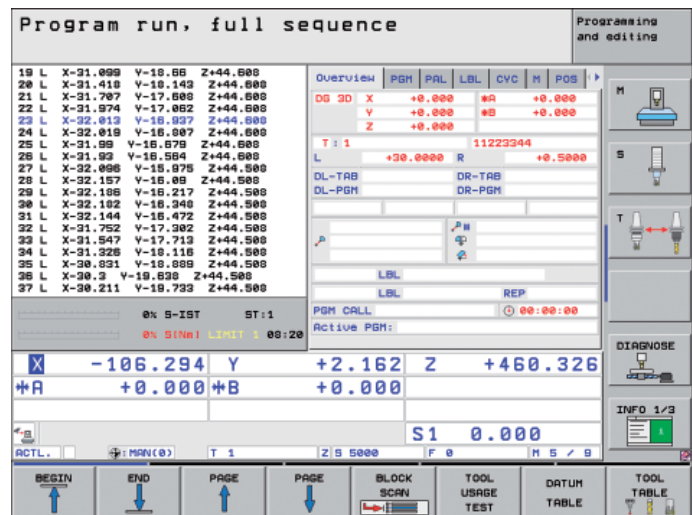 Program run, full sequence
Programming and editing
19 L X-31.099 Y-18.66 Z+44.608
20 L X-31.418 Y-18.143 Z+44.608
21 L X-31.707 Y-17.608 Z+44.608
22 L X-31.974 Y-17.062 Z+44.608
23 L X-32.013 Y-16.937 Z+44.608
24 L X-32.019 Y-16.807 Z+44.608
25 L X-31.99 Y-16.679 Z+44.608
26 L X-31.93 Y-16.564 Z+44.608
27 L X-32.096 Y-15.975 Z+44.508
28 L X-32.157 Y-16.09 Z+44.508
29 L X-32.186 Y-16.217 Z+44.508
30 L X-32.182 Y-16.348 Z+44.508
31 L X-32.144 Y-16.472 Z+44.508
32 L X-31.752 Y-17.302 Z+44.508
33 L X-31.547 Y-17.713 Z+44.508
34 L X-31.326 Y-18.116 Z+44.508
35 L X-30.831 Y-18.889 Z+44.508
36 L X-30.3 Y-19.638 Z+44.508
37 L X-30.211 Y-19.733 Z+44.508
0% S-IST ST:1
0% S[Nm] LIMIT 1 08:20
Overview PGM PAL LBL CYC M POS
DG 3D X +0.000 *A +0.000
Y +0.000 *B +0.000
Z +0.000
T : 1 11223344
L +30.0000 R +0.5000
DL-TAB DR-TAB
DL-PGM DR-PGM
LBL
LBL REP
PGM CALL 00:00:00
Active PGM:
X -106.294 Y +2.162 Z +460.326
*A +0.000 *B +0.000
S1 0.000
ACTL. MAN(0) T 1 Z S 5000 F 0 M 5 / 9
M
S
T
DIAGNOSE
INFO 1/3
BEGIN
END
PAGE
PAGE
BLOCK SCAN
TOOL USAGE TEST
DATUM TABLE
TOOL TABLE